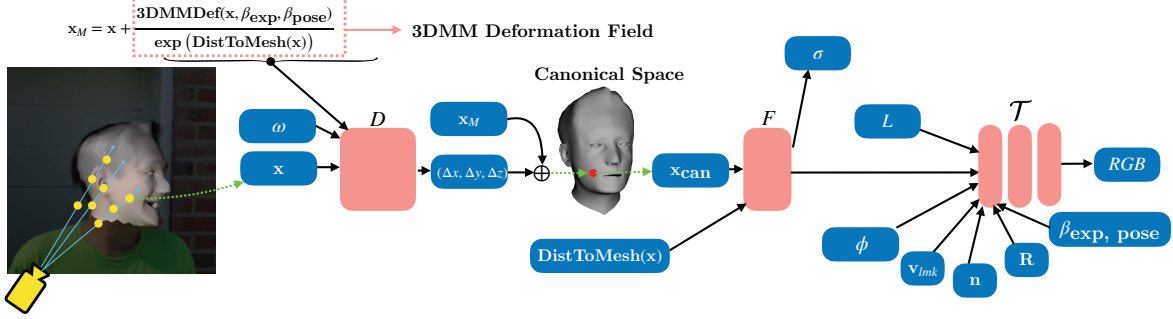 x_M = x + 3DMMDef(x, β_exp, β_pose) / exp (DistToMesh(x))
3DMM Deformation Field
Canonical Space
σ
ω
D
x_M
F
L
𝒯
x
(Δx, Δy, Δz)
x_can
RGB
DistToMesh(x)
ϕ
v_lmk
n
R
β_exp, pose